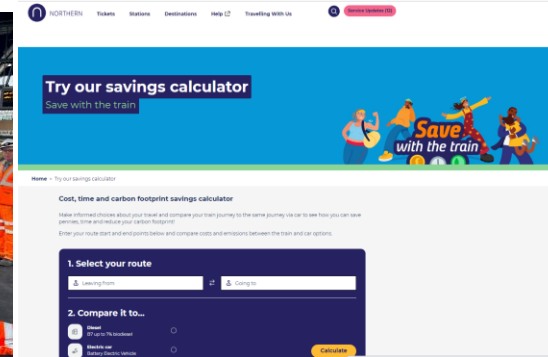 NORTHERN Tickets Stations Destinations Help Travelling With Us Service Updates (12)
Try our savings calculator
Save with the train
Save
with the train
Home - Try our savings calculator
Cost, time and carbon footprint savings calculator
Make informed choices about your travel and compare your train journey to the same journey via car to see how you can save
pennies, time and reduce your carbon footprint!
Enter your route start and end points below and compare costs and emissions between the train and car options.
1. Select your route
Leaving from Going to
2. Compare it to...
Diesel
B7 up to 7% biodiesel
Electric car
Battery Electric Vehicle
Calculate